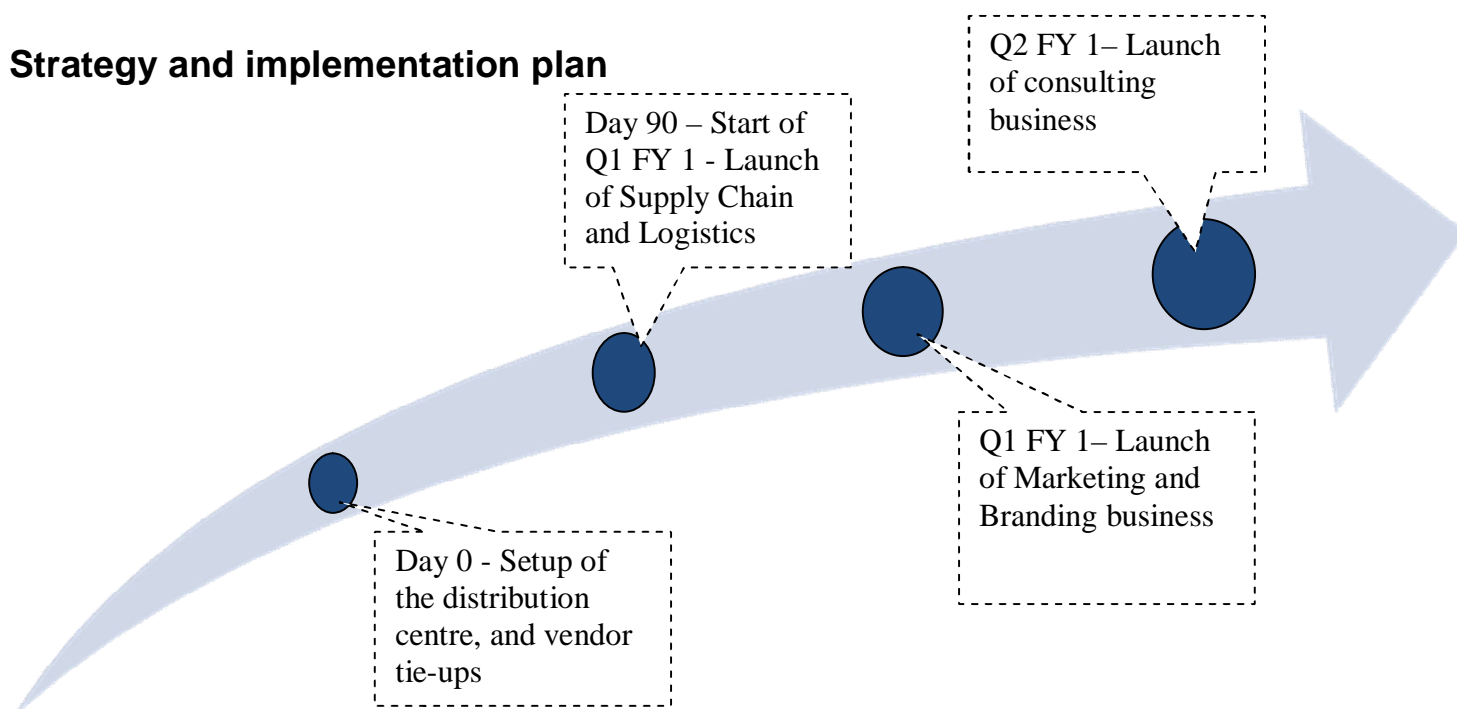 Strategy and implementation plan
Day 0 - Setup of
the distribution
centre, and vendor
tie-ups
Day 90 – Start of
Q1 FY 1 - Launch
of Supply Chain
and Logistics
Q1 FY 1– Launch
of Marketing and
Branding business
Q2 FY 1– Launch
of consulting
business